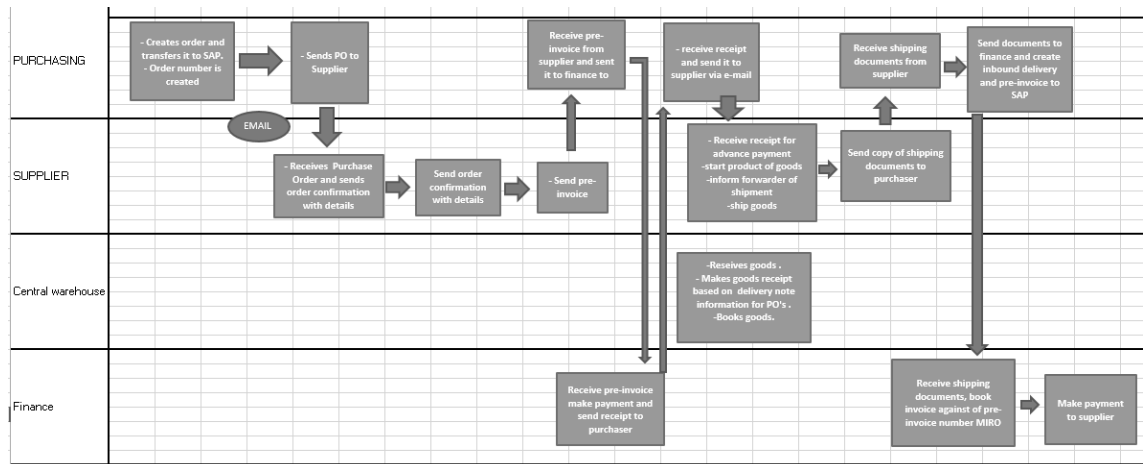 PURCHASING
- Creates order and
transfers it to SAP.
- Order number is
created
- Sends PO to
Supplier
Receive pre-
invoice from
supplier and sent
it to finance to
- receive receipt
and send it to
supplier via e-mail
Receive shipping
documents from
supplier
Send documents to
finance and create
inbound delivery
and pre-invoice to
SAP
EMAIL
SUPPLIER
- Receives Purchase
Order and sends
order confirmation
with details
Send order
confirmation
with details
- Send pre-
invoice
- Receive receipt for
advance payment
-start product of goods
-inform forwarder of
shipment
-ship goods
Send copy of shipping
documents to
purchaser
Central warehouse
-Reseives goods .
- Makes goods receipt
based on delivery note
information for PO's .
-Books goods.
Finance
Receive pre-invoice
make payment and
send receipt to
purchaser
Receive shipping
documents, book
invoice against of pre-
invoice number MIRO
Make payment
to supplier